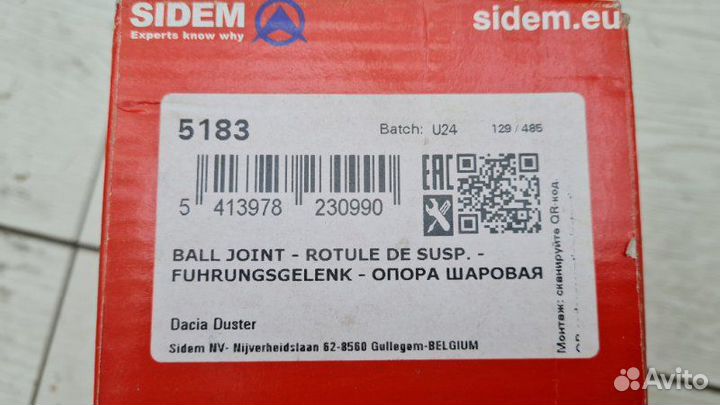 SIDEM
Experts know why
sidem.eu
5183
Batch: U24
129 / 485
5 413978 230990
EAC
BALL JOINT - ROTULE DE SUSP. -
FUHRUNGSGELENK - ОПОРА ШАРОВАЯ
Dacia Duster
Sidem NV- Nijverheidslaan 62-8560 Gullegem-BELGIUM
Монтаж: сканируйте QR-код
Avito